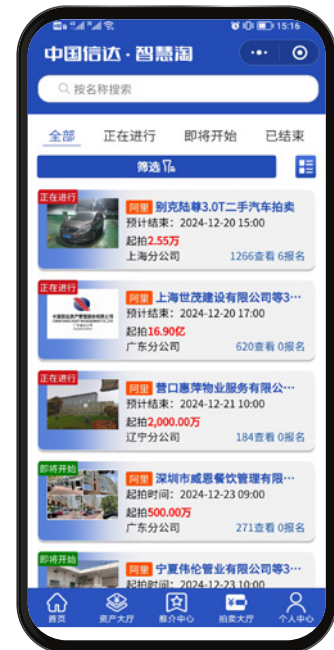 15:16
中国信达·智慧淘
按名称搜索
全部 正在进行 即将开始 已结束
筛选
正在进行
阿里 别克陆尊3.0T二手汽车拍卖
预计结束：2024-12-20 15:00
起拍2.55万
上海分公司 1266查看 6报名
正在进行
阿里 上海世茂建设有限公司等3···
预计结束：2024-12-20 17:00
起拍16.90亿
广东分公司 620查看 0报名
正在进行
阿里 营口惠萍物业服务有限公···
预计结束：2024-12-21 10:00
起拍2,000.00万
辽宁分公司 184查看 0报名
即将开始
阿里 深圳市威恩餐饮管理有限···
起拍时间：2024-12-23 09:00
起拍500.00万
广东分公司 271查看 0报名
即将开始
阿里 宁夏伟伦管业有限公司等3···
起拍时间：2024-12-23 10:00
首页 资产大厅 推介中心 拍卖大厅 个人中心